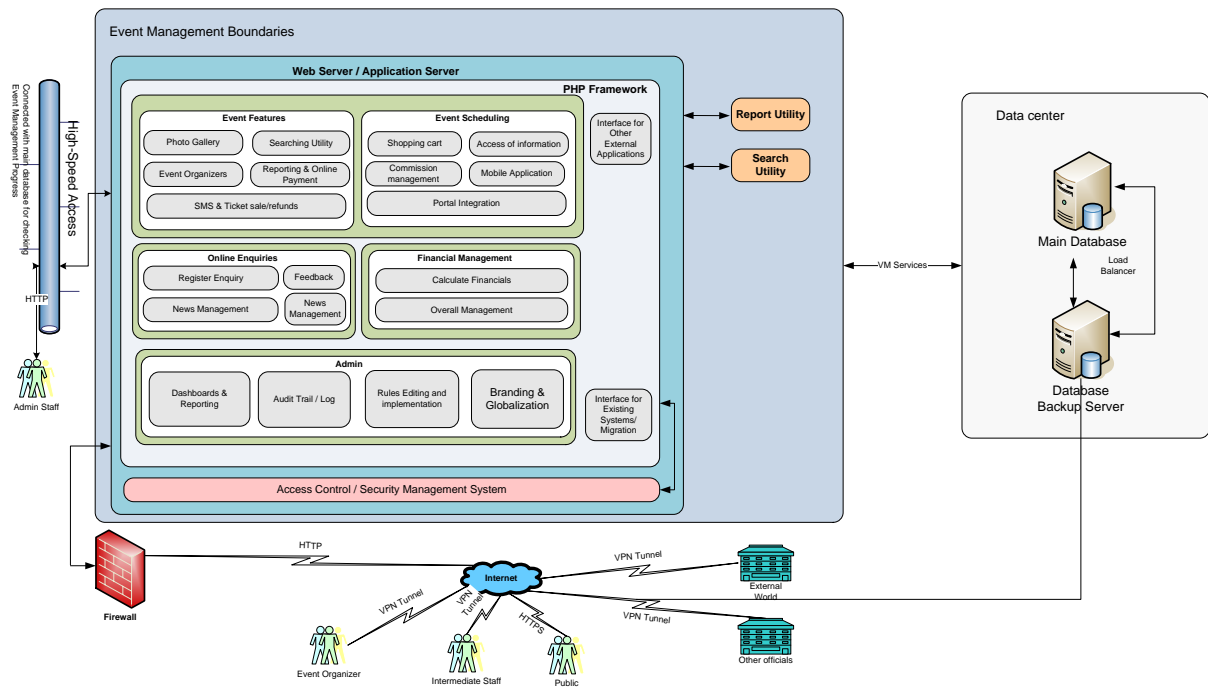 Event Management Boundaries
Web Server / Application Server
PHP Framework
Event Features
Photo Gallery
Searching Utility
Event Organizers
Reporting & Online
Payment
SMS & Ticket sale/refunds
Event Scheduling
Shopping cart
Access of information
Commission
management
Mobile Application
Portal Integration
Interface for
Other
External
Applications
Online Enquiries
Register Enquiry
Feedback
News Management
News
Management
Financial Management
Calculate Financials
Overall Management
Admin
Dashboards &
Reporting
Audit Trail / Log
Rules Editing and
implementation
Branding &
Globalization
Interface for
Existing
Systems/
Migration
Access Control / Security Management System
Report Utility
Search
Utility
High-Speed Access
Connected with main database for checking
Event Management Progress
HTTP
Admin Staff
VM Services
Data center
Main Database
Load
Balancer
Database
Backup Server
Firewall
HTTP
Internet
VPN Tunnel
VPN
Tunnel
HTTPS
VPN Tunnel
VPN Tunnel
External
World
Other officials
Event Organizer
Intermediate Staff
Public